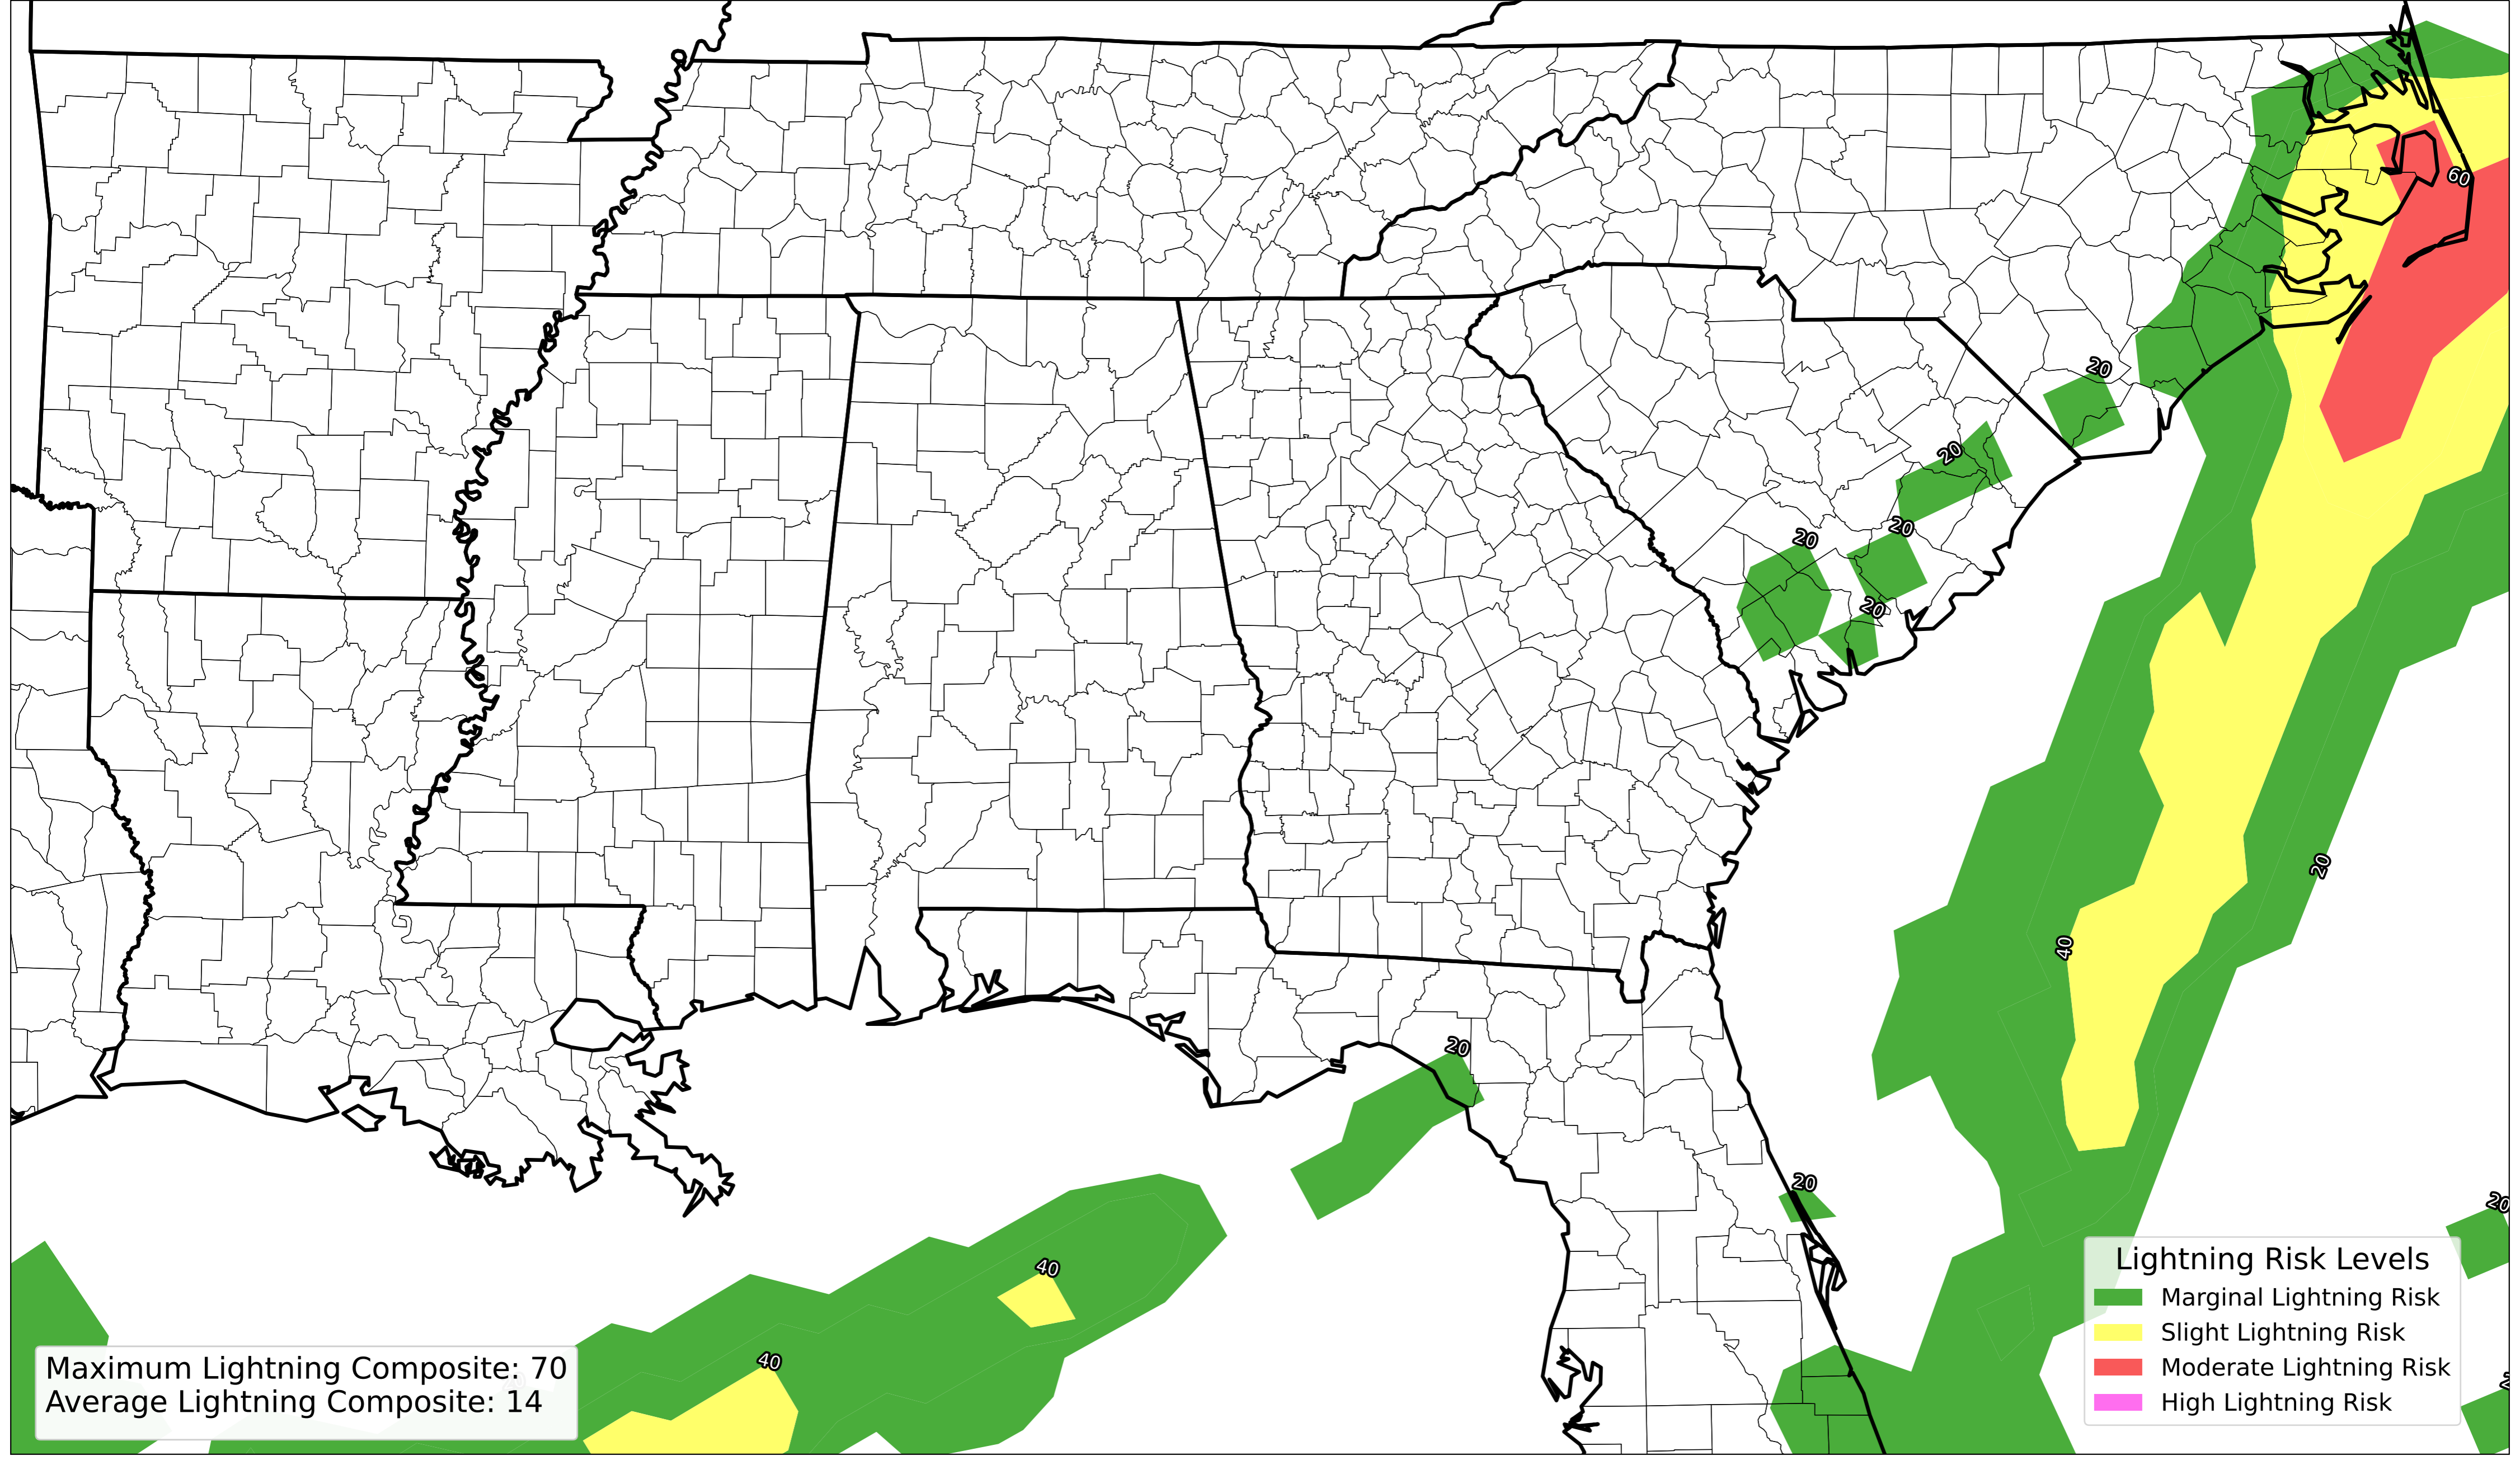 60
20
20
20
20
20
20
40
20
20
20
40
40
Maximum Lightning Composite: 70
Average Lightning Composite: 14
Lightning Risk Levels
Marginal Lightning Risk
Slight Lightning Risk
Moderate Lightning Risk
High Lightning Risk